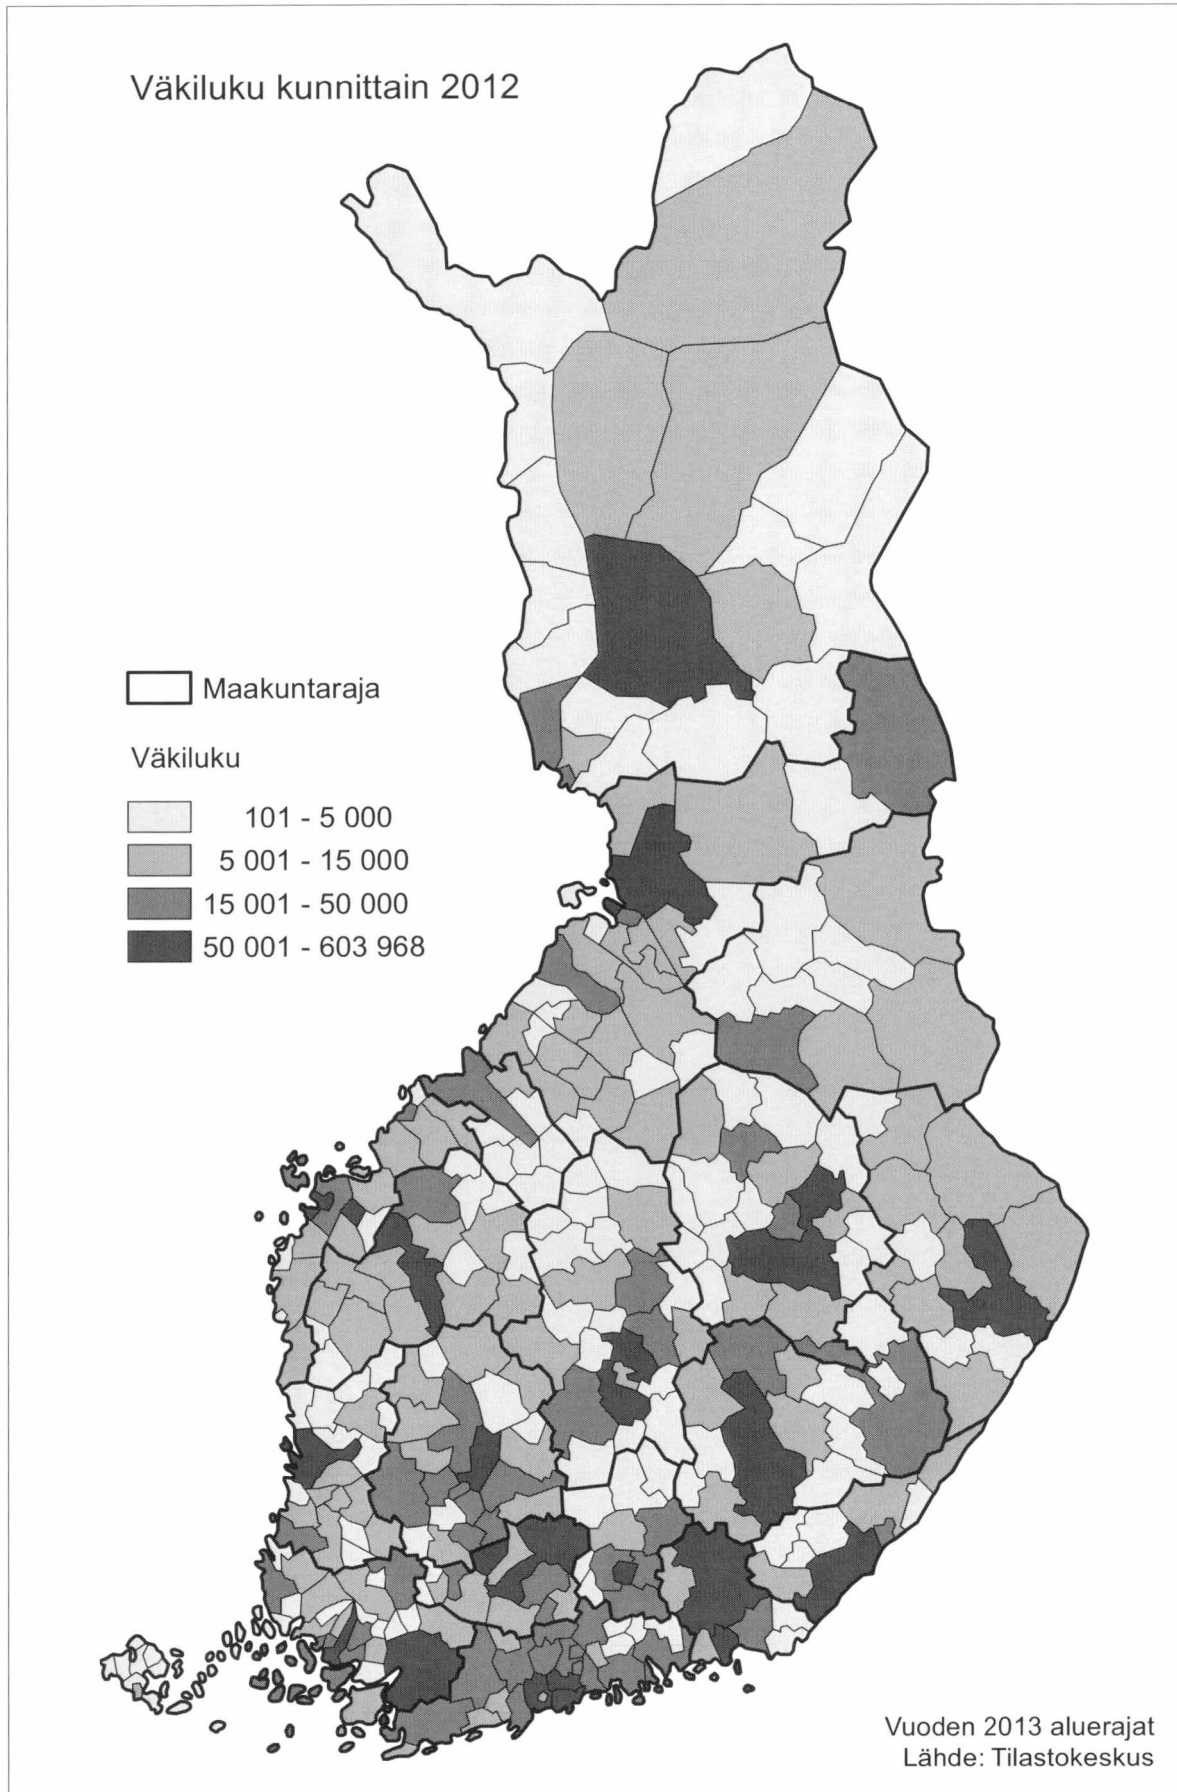 Väkiluku kunnittain 2012
Maakuntaraja
Väkiluku
101 - 5 000
5 001 - 15 000
15 001 - 50 000
50 001 - 603 968
Vuoden 2013 aluerajat
Lähde: Tilastokeskus